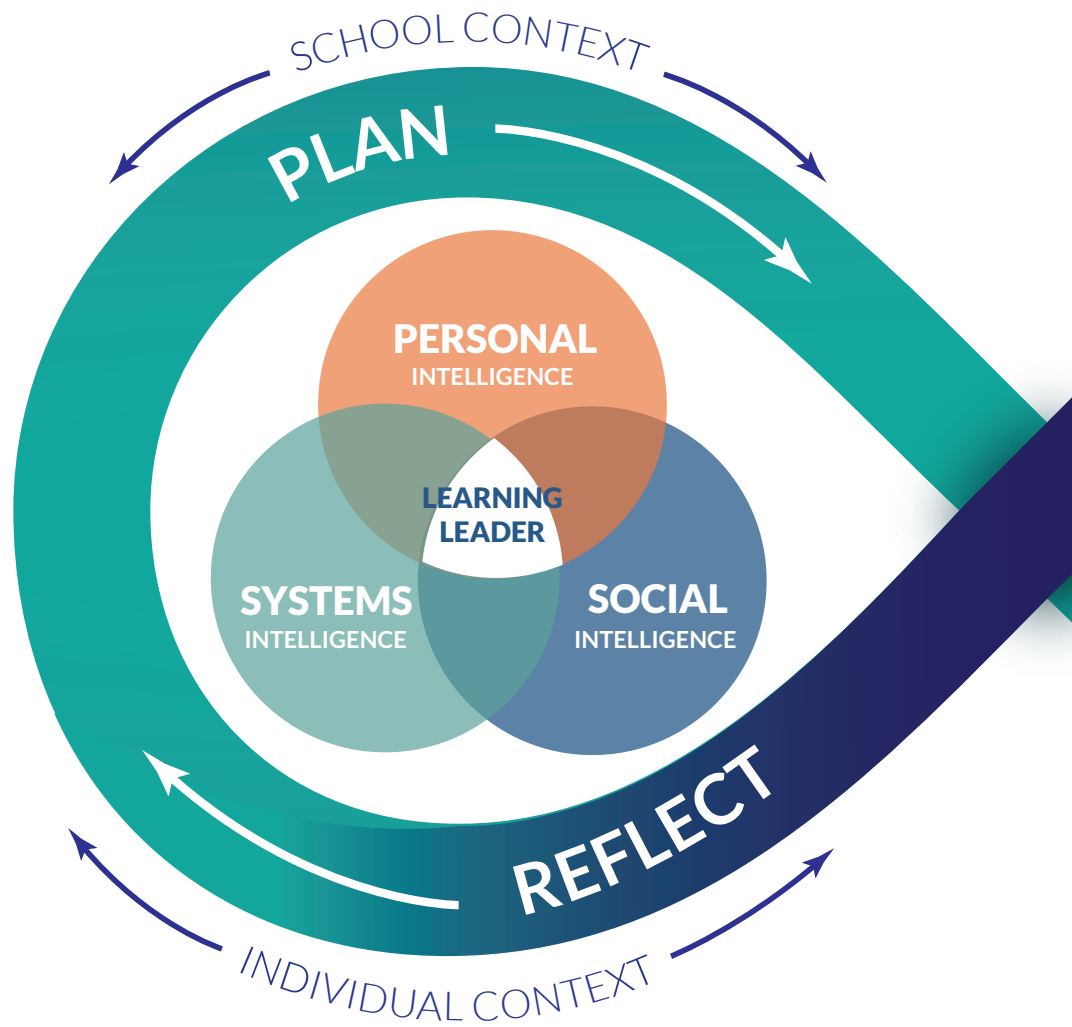 SCHOOL CONTEXT
PLAN
PERSONAL
INTELLIGENCE
LEARNING
LEADER
SYSTEMS
INTELLIGENCE
SOCIAL
INTELLIGENCE
REFLECT
INDIVIDUAL CONTEXT